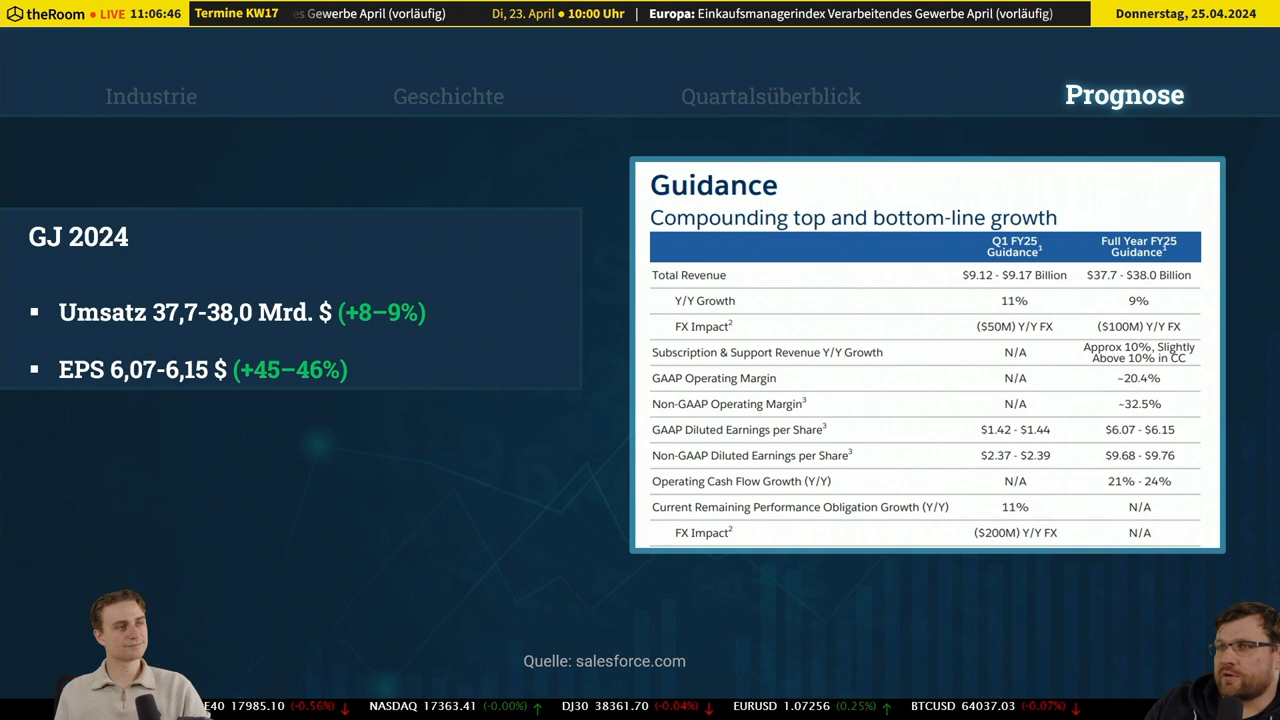 theRoom ● LIVE 11:06:46
Termine KW17 es Gewerbe April (vorläufig) Di, 23. April ● 10:00 Uhr | Europa: Einkaufsmanagerindex Verarbeitendes Gewerbe April (vorläufig)
Donnerstag, 25.04.2024
Industrie Geschichte Quartalsüberblick Prognose
GJ 2024
▪ Umsatz 37,7-38,0 Mrd. $ (+8–9%)
▪ EPS 6,07-6,15 $ (+45–46%)
Guidance
Compounding top and bottom-line growth
Q1 FY25 Guidance¹ Full Year FY25 Guidance¹
Total Revenue $9.12 - $9.17 Billion $37.7 - $38.0 Billion
Y/Y Growth 11% 9%
FX Impact² ($50M) Y/Y FX ($100M) Y/Y FX
Subscription & Support Revenue Y/Y Growth N/A Approx 10%, Slightly Above 10% in CC
GAAP Operating Margin N/A ~20.4%
Non-GAAP Operating Margin³ N/A ~32.5%
GAAP Diluted Earnings per Share³ $1.42 - $1.44 $6.07 - $6.15
Non-GAAP Diluted Earnings per Share³ $2.37 - $2.39 $9.68 - $9.76
Operating Cash Flow Growth (Y/Y) N/A 21% - 24%
Current Remaining Performance Obligation Growth (Y/Y) 11% N/A
FX Impact² ($200M) Y/Y FX N/A
Quelle: salesforce.com
E40 17985.10 (-0.56%) ↓ NASDAQ 17363.41 (-0.00%) ↑ DJ30 38361.70 (-0.04%) ↓ EURUSD 1.07256 (0.25%) ↑ BTCUSD 64037.03 (-0.07%) ↓